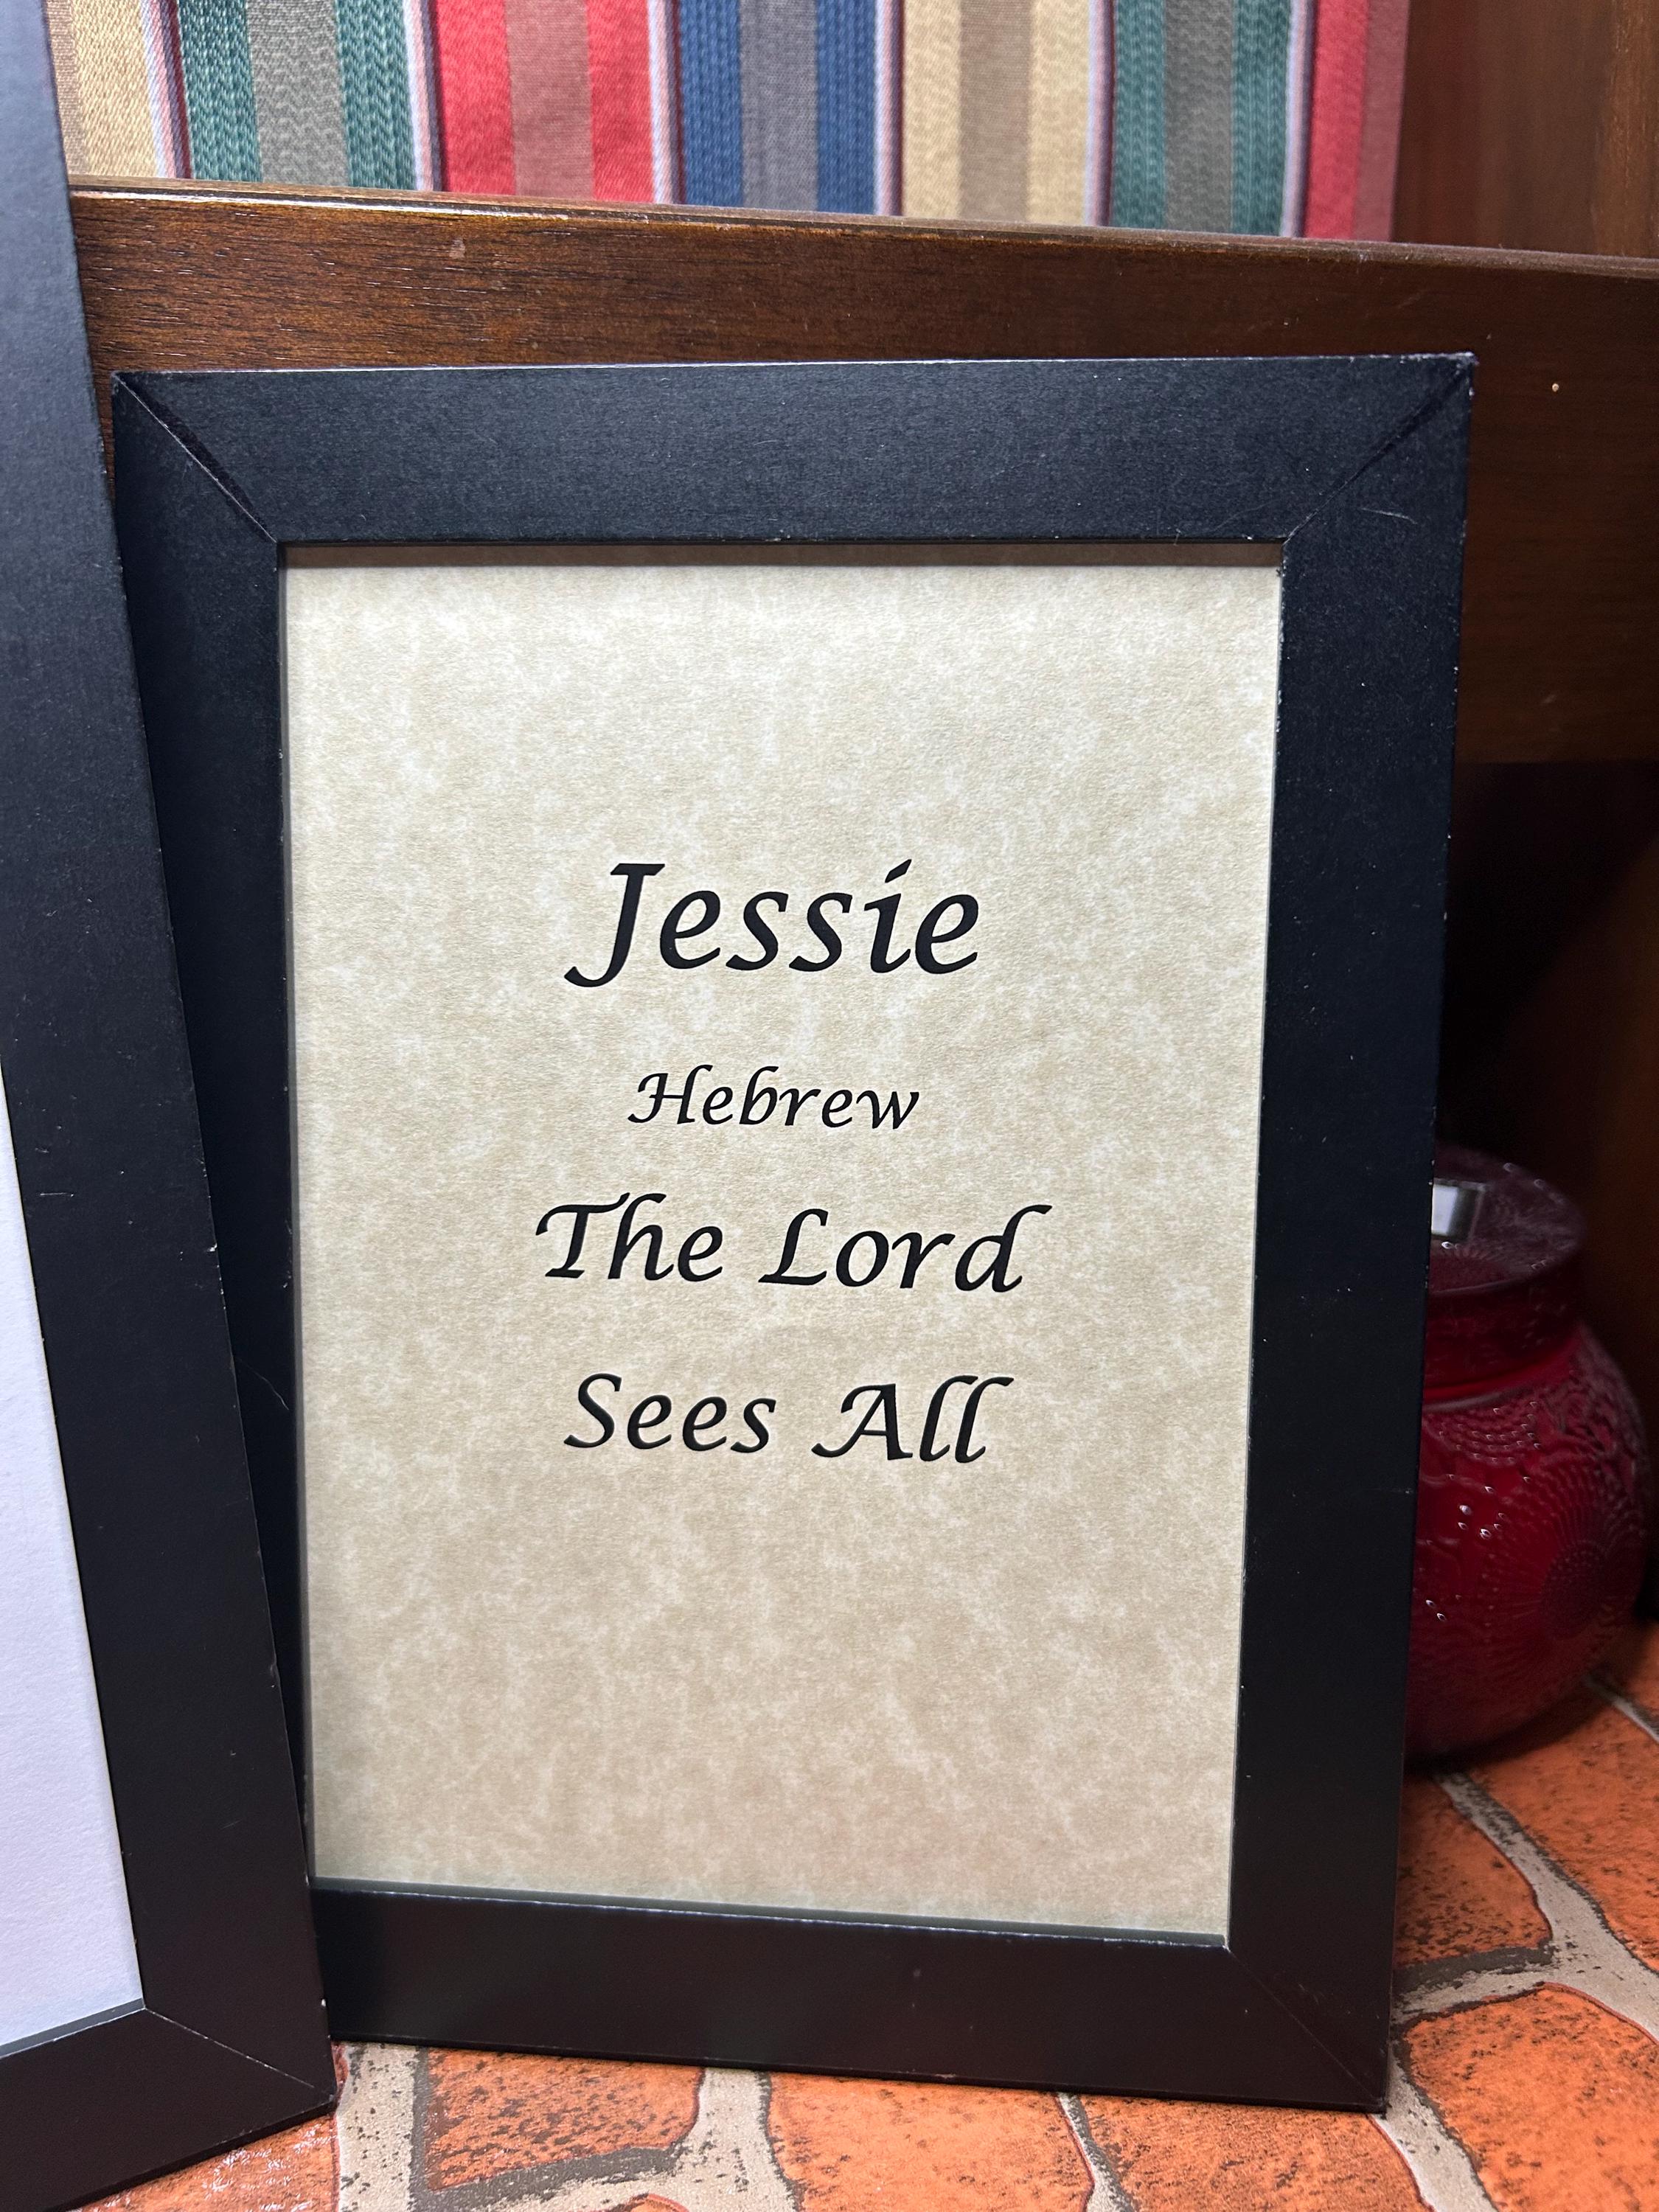 Jessie
Hebrew
The Lord
Sees All